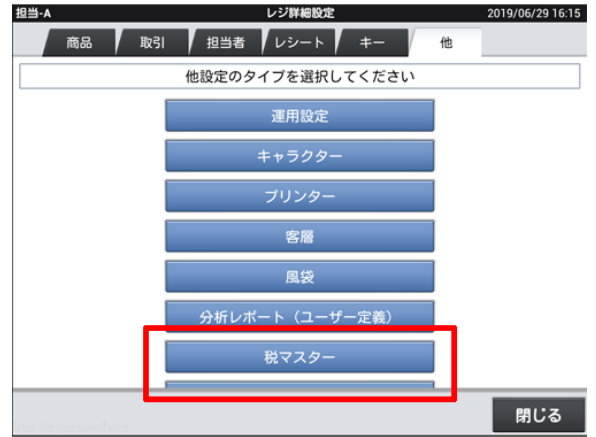 担当-A レジ詳細設定 2019/06/29 16:15
商品 取引 担当者 レシート キー 他
他設定のタイプを選択してください
運用設定
キャラクター
プリンター
客層
風袋
分析レポート（ユーザー定義）
税マスター
閉じる